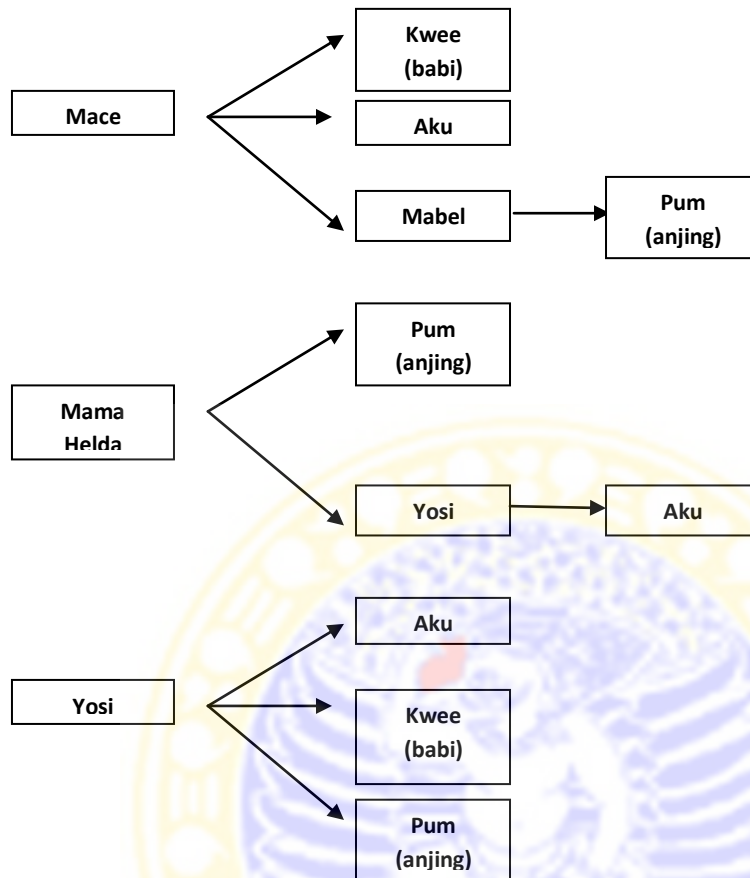 Kwee
(babi)
Mace
Aku
Mabel
Pum
(anjing)
Pum
(anjing)
Mama
Helda
Yosi
Aku
Aku
Yosi
Kwee
(babi)
Pum
(anjing)